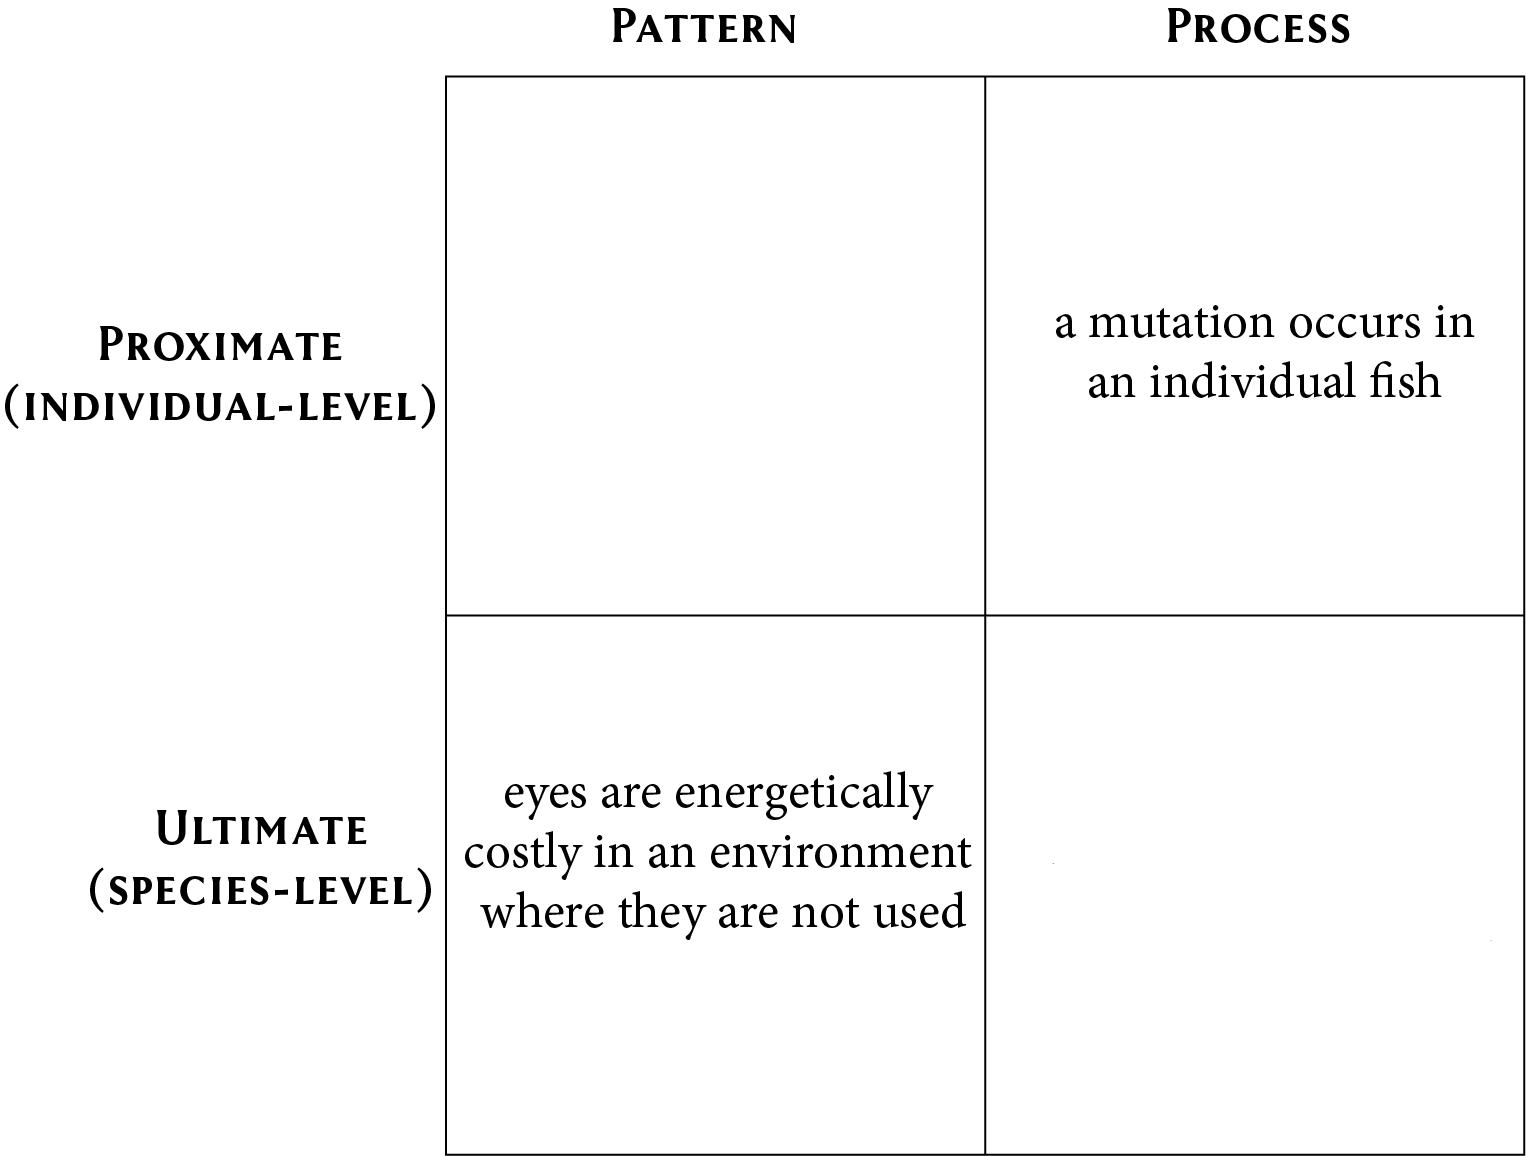 PATTERN PROCESS
PROXIMATE
(INDIVIDUAL-LEVEL)
a mutation occurs in
an individual fish
ULTIMATE
(SPECIES-LEVEL)
eyes are energetically
costly in an environment
where they are not used